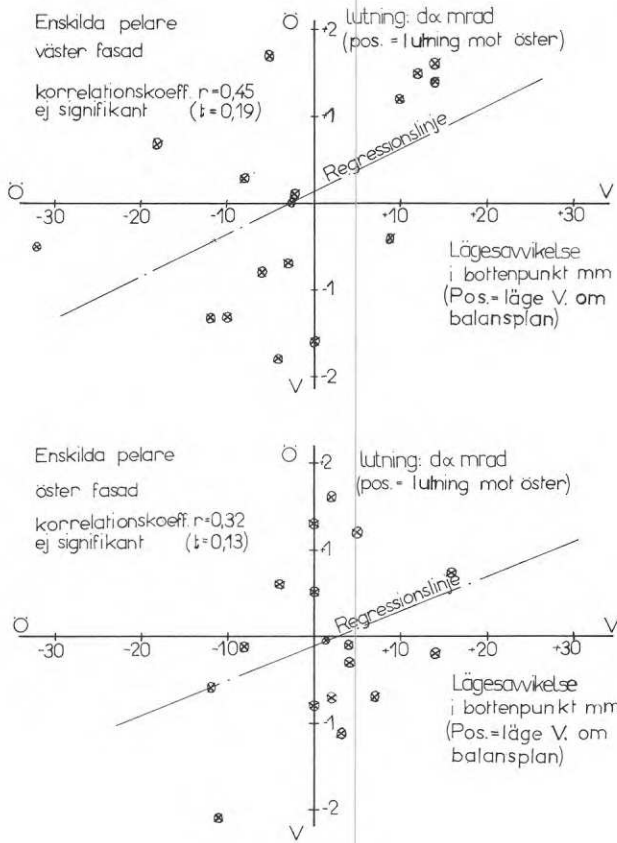 Enskilda pelare
väster fasad
korrelationskoeff. r=0,45
ej signifikant (t=0,19)
Ö
+2
lutning: dα mrad
(pos. = lutning mot öster)
+1
Regressionslinje
Ö
V
-30
-20
-10
+10
+20
+30
Lägesavvikelse
i bottenpunkt mm
(Pos.= läge V. om
balansplan)
-1
-2
V
Enskilda pelare
öster fasad
korrelationskoeff. r=0,32
ej signifikant (t=0,13)
Ö
+2
lutning: dα mrad
(pos.= lutning mot öster)
+1
Regressionslinje
Ö
V
-30
-20
-10
+10
+20
+30
Lägesavvikelse
i bottenpunkt mm
(Pos.=läge V. om
balansplan)
-1
-2
V